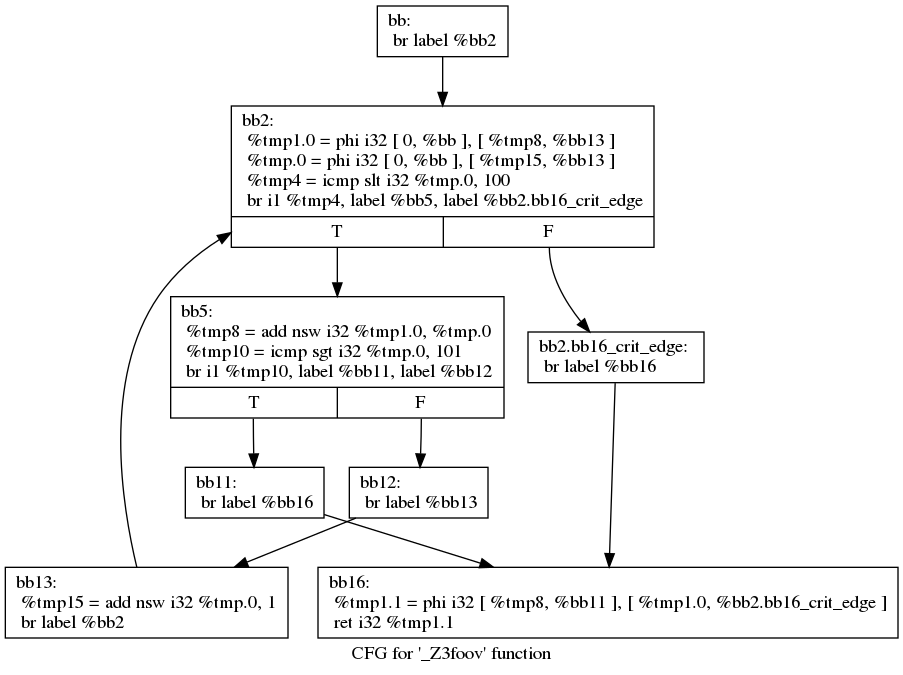 bb:
br label %bb2
bb2:
%tmp1.0 = phi i32 [ 0, %bb ], [ %tmp8, %bb13 ]
%tmp.0 = phi i32 [ 0, %bb ], [ %tmp15, %bb13 ]
%tmp4 = icmp slt i32 %tmp.0, 100
br i1 %tmp4, label %bb5, label %bb2.bb16_crit_edge
T F
bb5:
%tmp8 = add nsw i32 %tmp1.0, %tmp.0
%tmp10 = icmp sgt i32 %tmp.0, 101
br i1 %tmp10, label %bb11, label %bb12
T F
bb2.bb16_crit_edge:
br label %bb16
bb11:
br label %bb16
bb12:
br label %bb13
bb13:
%tmp15 = add nsw i32 %tmp.0, 1
br label %bb2
bb16:
%tmp1.1 = phi i32 [ %tmp8, %bb11 ], [ %tmp1.0, %bb2.bb16_crit_edge ]
ret i32 %tmp1.1
CFG for '_Z3foov' function